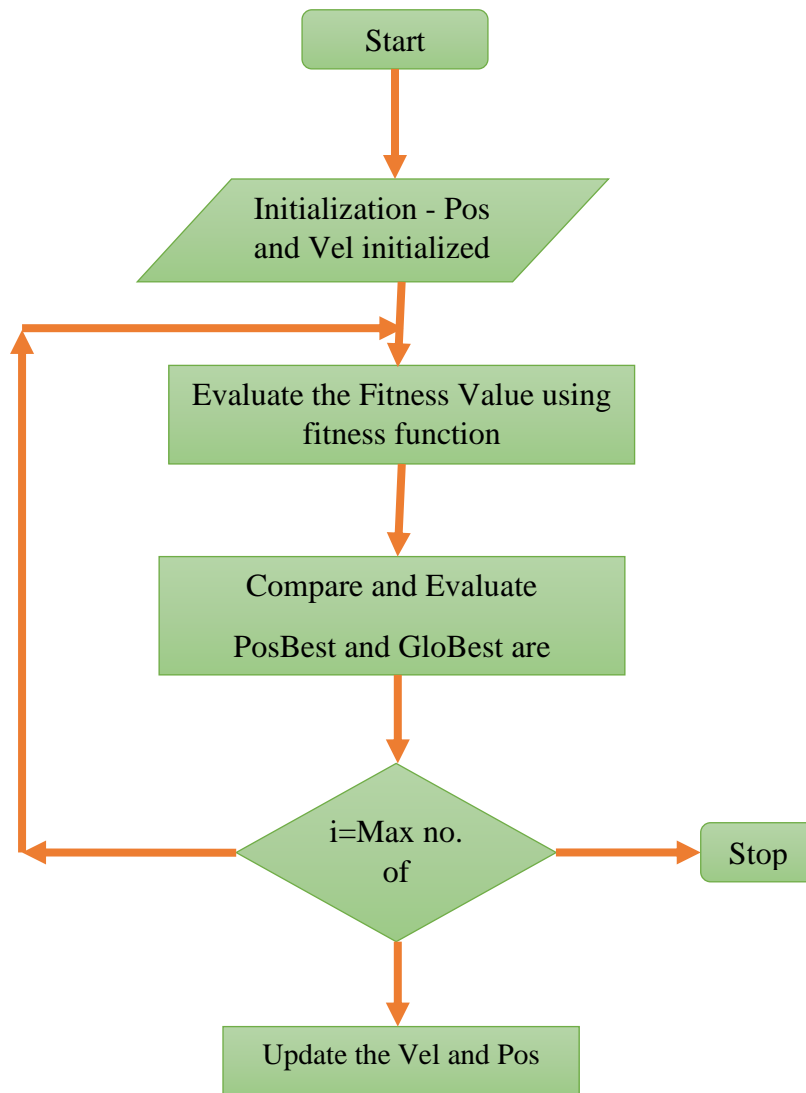 Start
Initialization - Pos
and Vel initialized
Evaluate the Fitness Value using
fitness function
Compare and Evaluate
PosBest and GloBest are
i=Max no.
of
Stop
Update the Vel and Pos